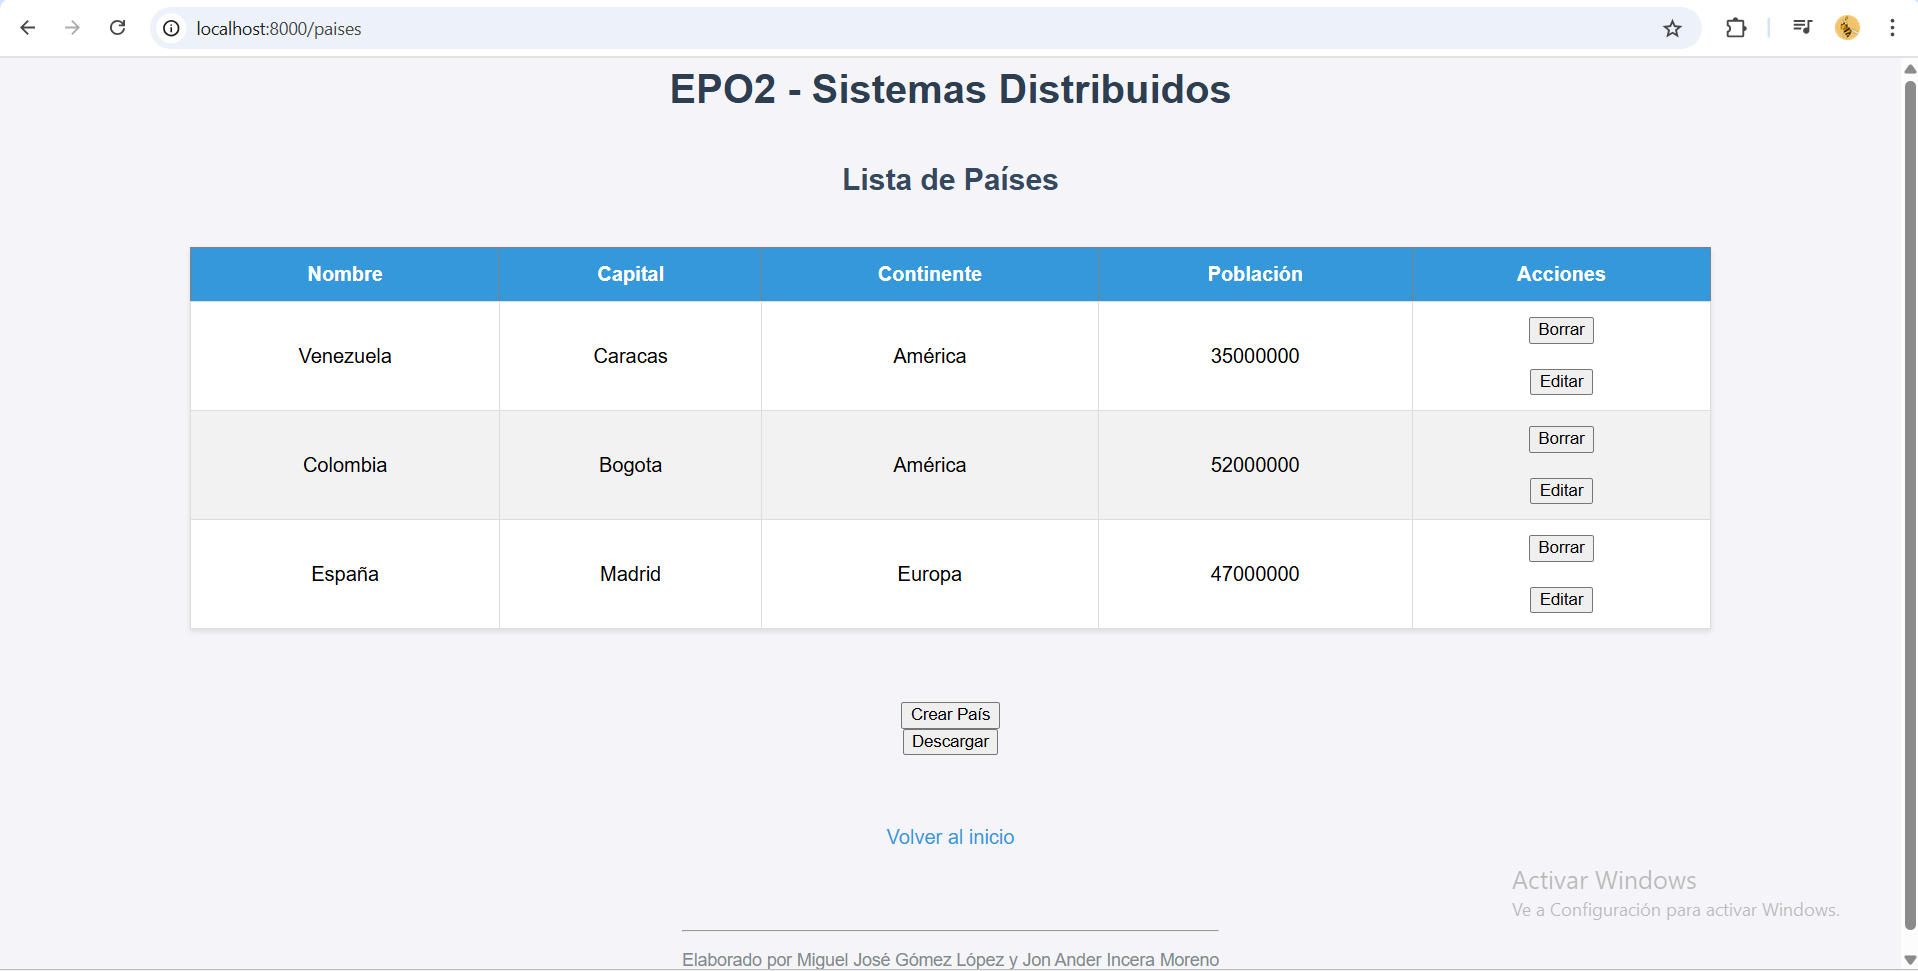 localhost:8000/paises
EPO2 - Sistemas Distribuidos
Lista de Países
Nombre Capital Continente Población Acciones
Venezuela Caracas América 35000000 Borrar
Editar
Colombia Bogota América 52000000 Borrar
Editar
España Madrid Europa 47000000 Borrar
Editar
Crear País
Descargar
Volver al inicio
Activar Windows
Ve a Configuración para activar Windows.
Elaborado por Miguel José Gómez López y Jon Ander Incera Moreno